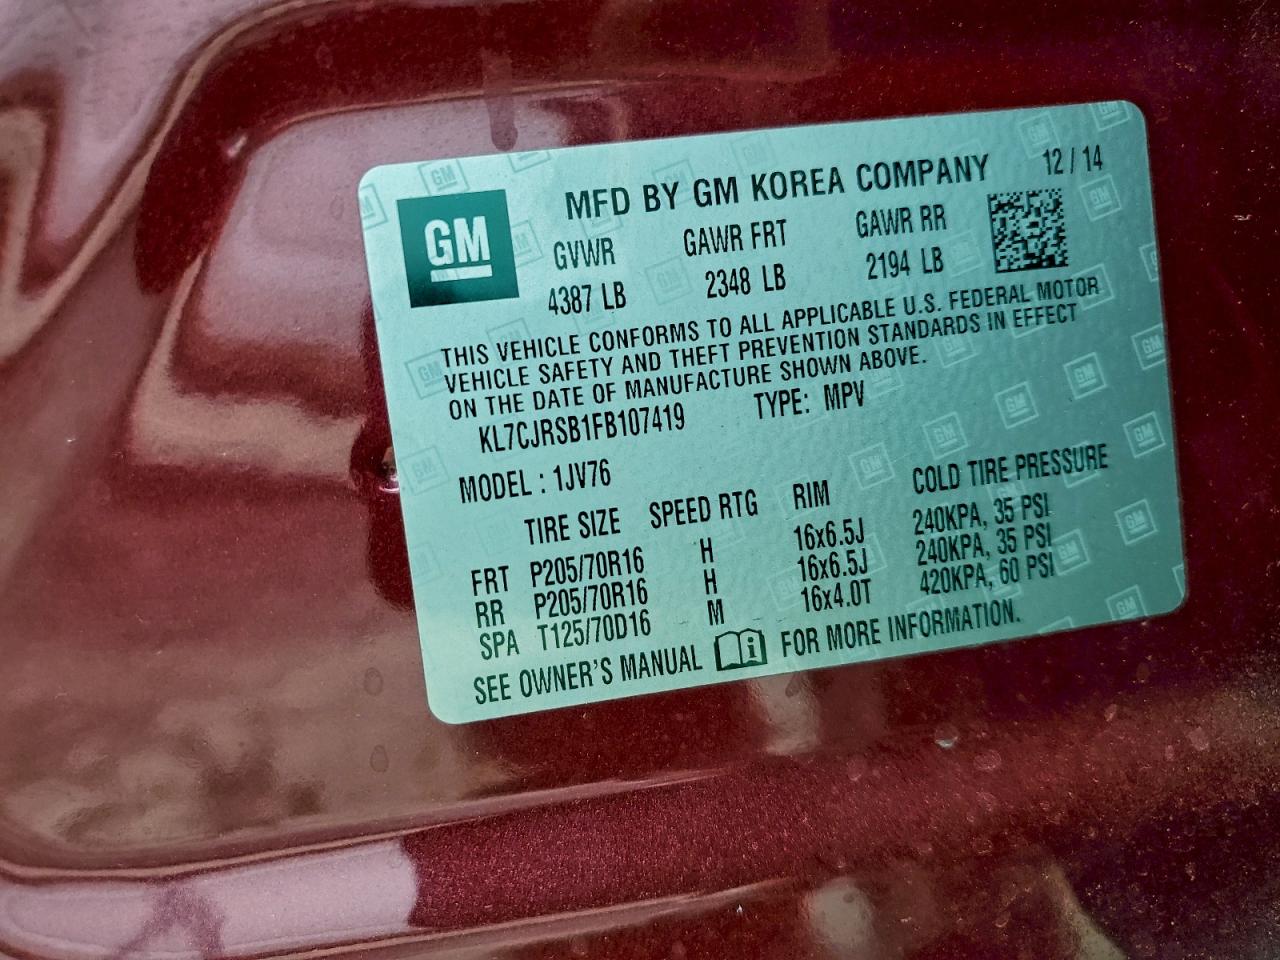 GM
MFD BY GM KOREA COMPANY 12 / 14
GVWR GAWR FRT GAWR RR
4387 LB 2348 LB 2194 LB
THIS VEHICLE CONFORMS TO ALL APPLICABLE U.S. FEDERAL MOTOR
VEHICLE SAFETY AND THEFT PREVENTION STANDARDS IN EFFECT
ON THE DATE OF MANUFACTURE SHOWN ABOVE.
KL7CJRSB1FB107419 TYPE: MPV
MODEL : 1JV76
TIRE SIZE SPEED RTG RIM COLD TIRE PRESSURE
FRT P205/70R16 H 16x6.5J 240KPA, 35 PSI
RR P205/70R16 H 16x6.5J 240KPA, 35 PSI
SPA T125/70D16 M 16x4.0T 420KPA, 60 PSI
SEE OWNER'S MANUAL FOR MORE INFORMATION.